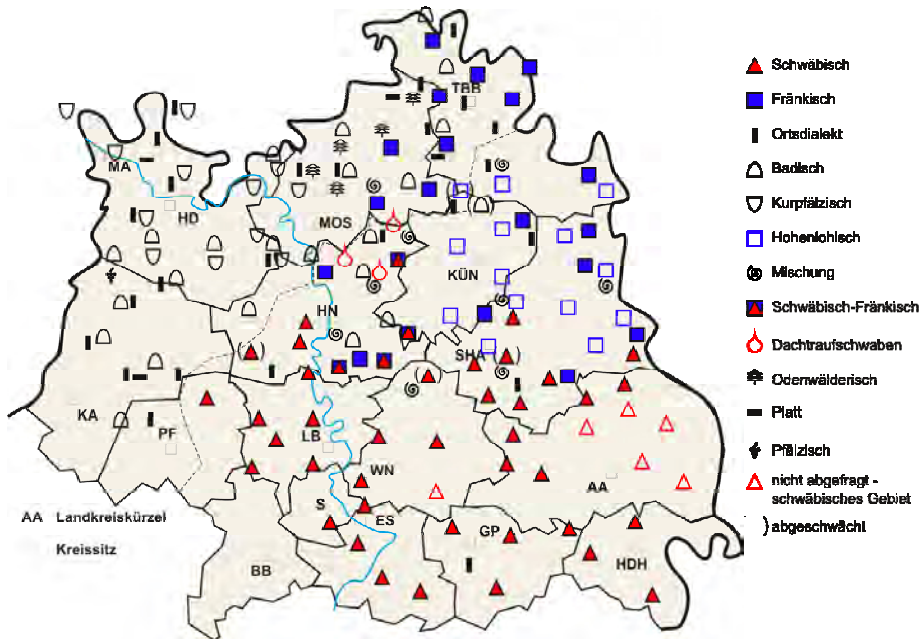 TBB
MA
HD
MOS
KÜN
HN
SHA ( )
KA
PF
LB
WN
AA
S
ES
GP
BB
HDH
AA Landkreiskürzel
Kreissitz
Schwäbisch
Fränkisch
Ortsdialekt
Badisch
Kurpfälzisch
Hohenlohisch
Mischung
Schwäbisch-Fränkisch
Dachtraufschwaben
Odenwälderisch
Platt
Pfälzisch
nicht abgefragt -
schwäbisches Gebiet
) abgeschwächt